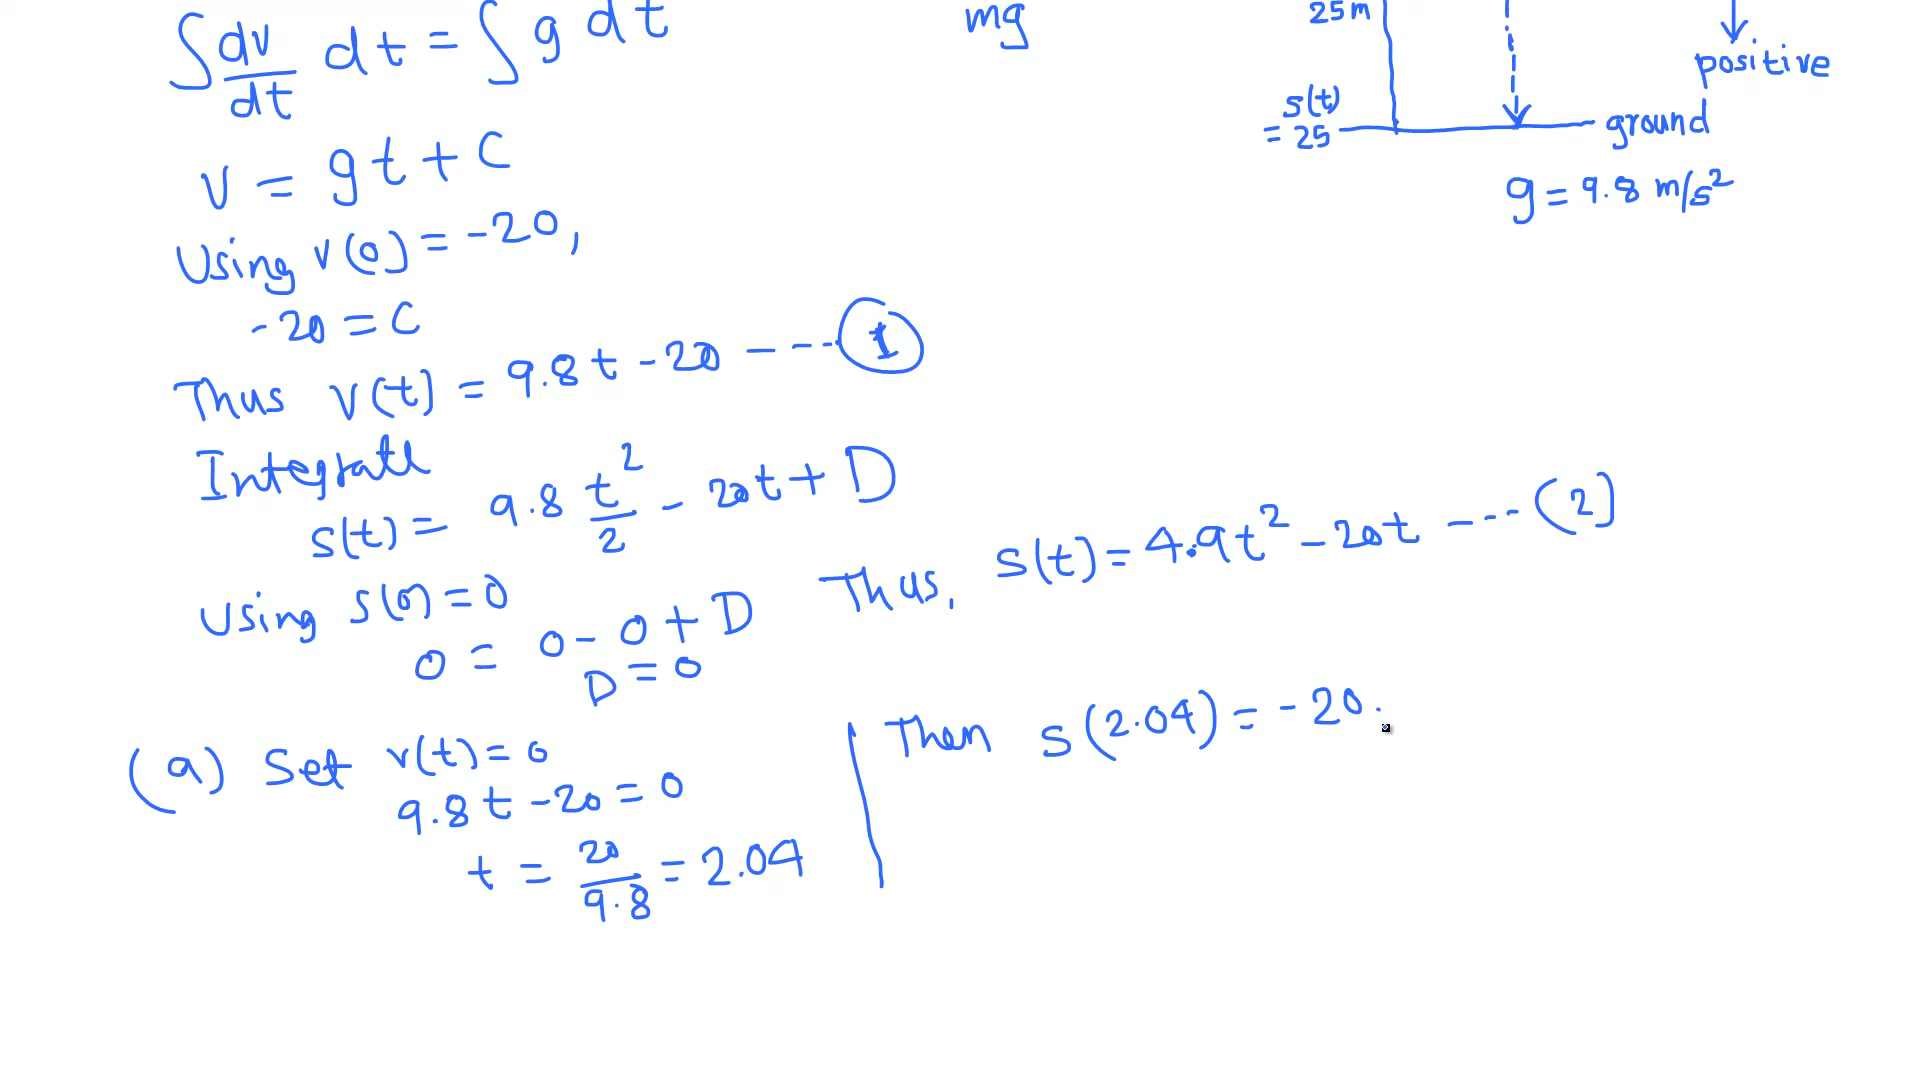 ∫ dv/dt dt = ∫ g dt
v = gt + C
Using v(0) = -20,
-20 = C
Thus v(t) = 9.8t - 20 ---- (1)
Integrate
s(t) = 9.8 t²/2 - 20t + D
Using s(0) = 0
0 = 0 - 0 + D
D = 0
Thus, s(t) = 4.9t² - 20t ---- (2)
(a) Set v(t) = 0
9.8t - 20 = 0
t = 20/9.8 = 2.04
Then s(2.04) = -20.
mg
25m
positive
s(t)
= 25
ground
g = 9.8 m/s²